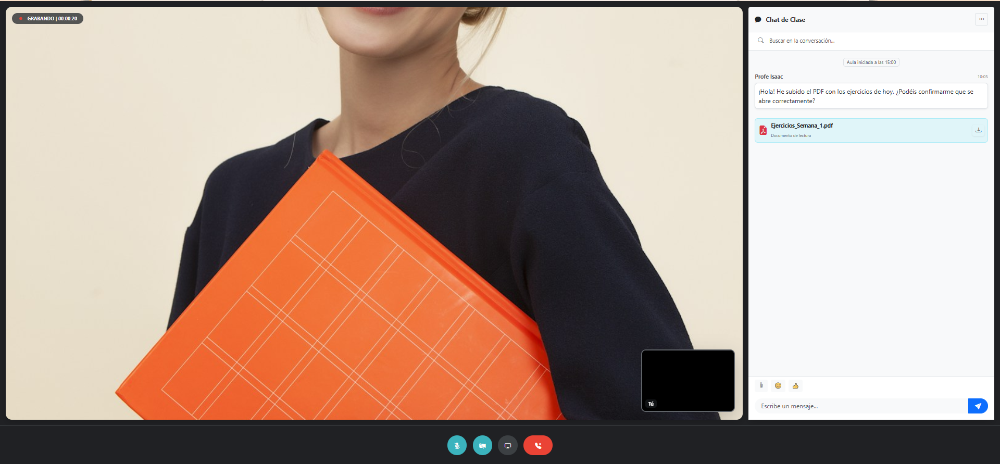 GRABANDO | 00:00:20
Chat de Clase
Buscar en la conversación...
Aula iniciada a las 15:00
Profe Isaac 10:05
¡Hola! He subido el PDF con los ejercicios de hoy. ¿Podéis confirmarme que se
abre correctamente?
Ejercicios_Semana_1.pdf
Documento de lectura
Tú
Escribe un mensaje...